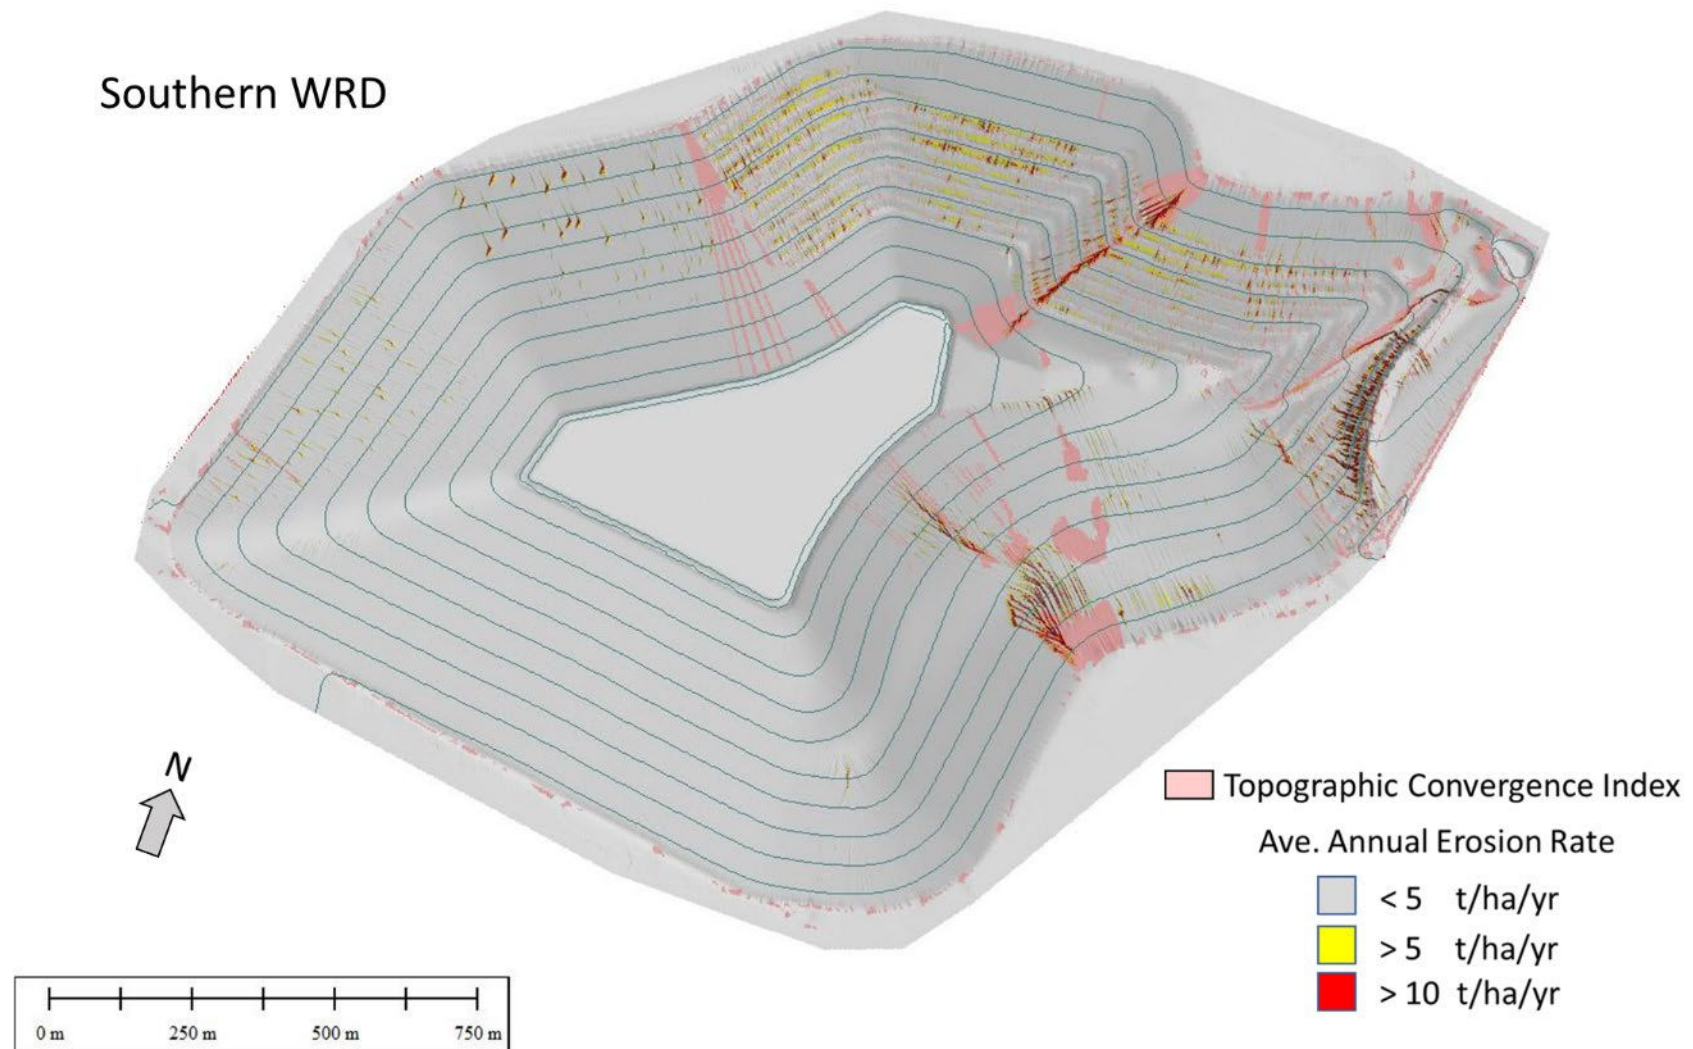 Southern WRD
N
Topographic Convergence Index
Ave. Annual Erosion Rate
< 5 t/ha/yr
> 5 t/ha/yr
> 10 t/ha/yr
0 m 250 m 500 m 750 m